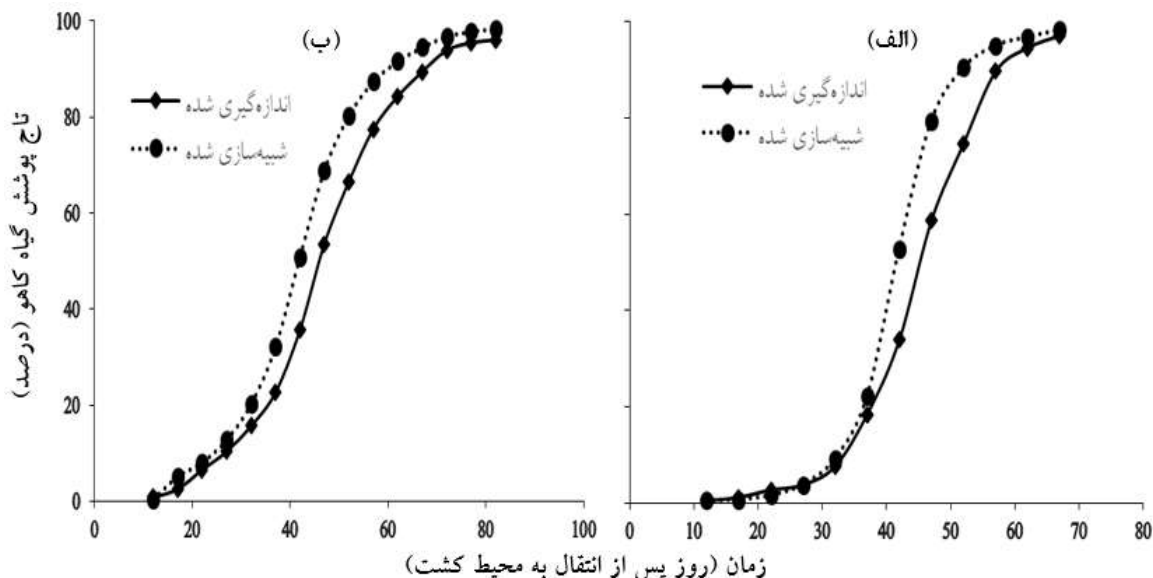 (الف)
اندازه‌گیری شده
شبیه‌سازی شده
0 10 20 30 40 50 60 70 80
(ب)
اندازه‌گیری شده
شبیه‌سازی شده
تاج پوشش گیاه کاهو (درصد)
100
80
60
40
20
0
0 20 40 60 80 100
زمان (روز پس از انتقال به محیط کشت)